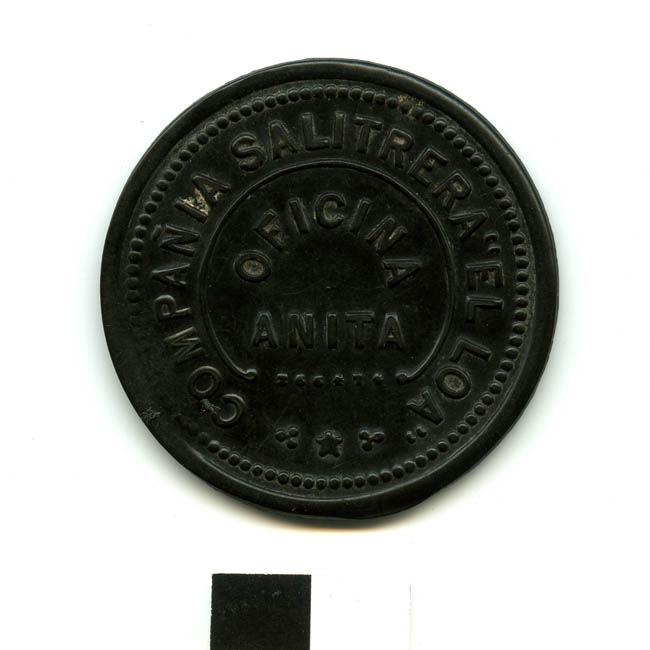 COMPAÑIA SALITRERA "EL LOA"
OFICINA
ANITA